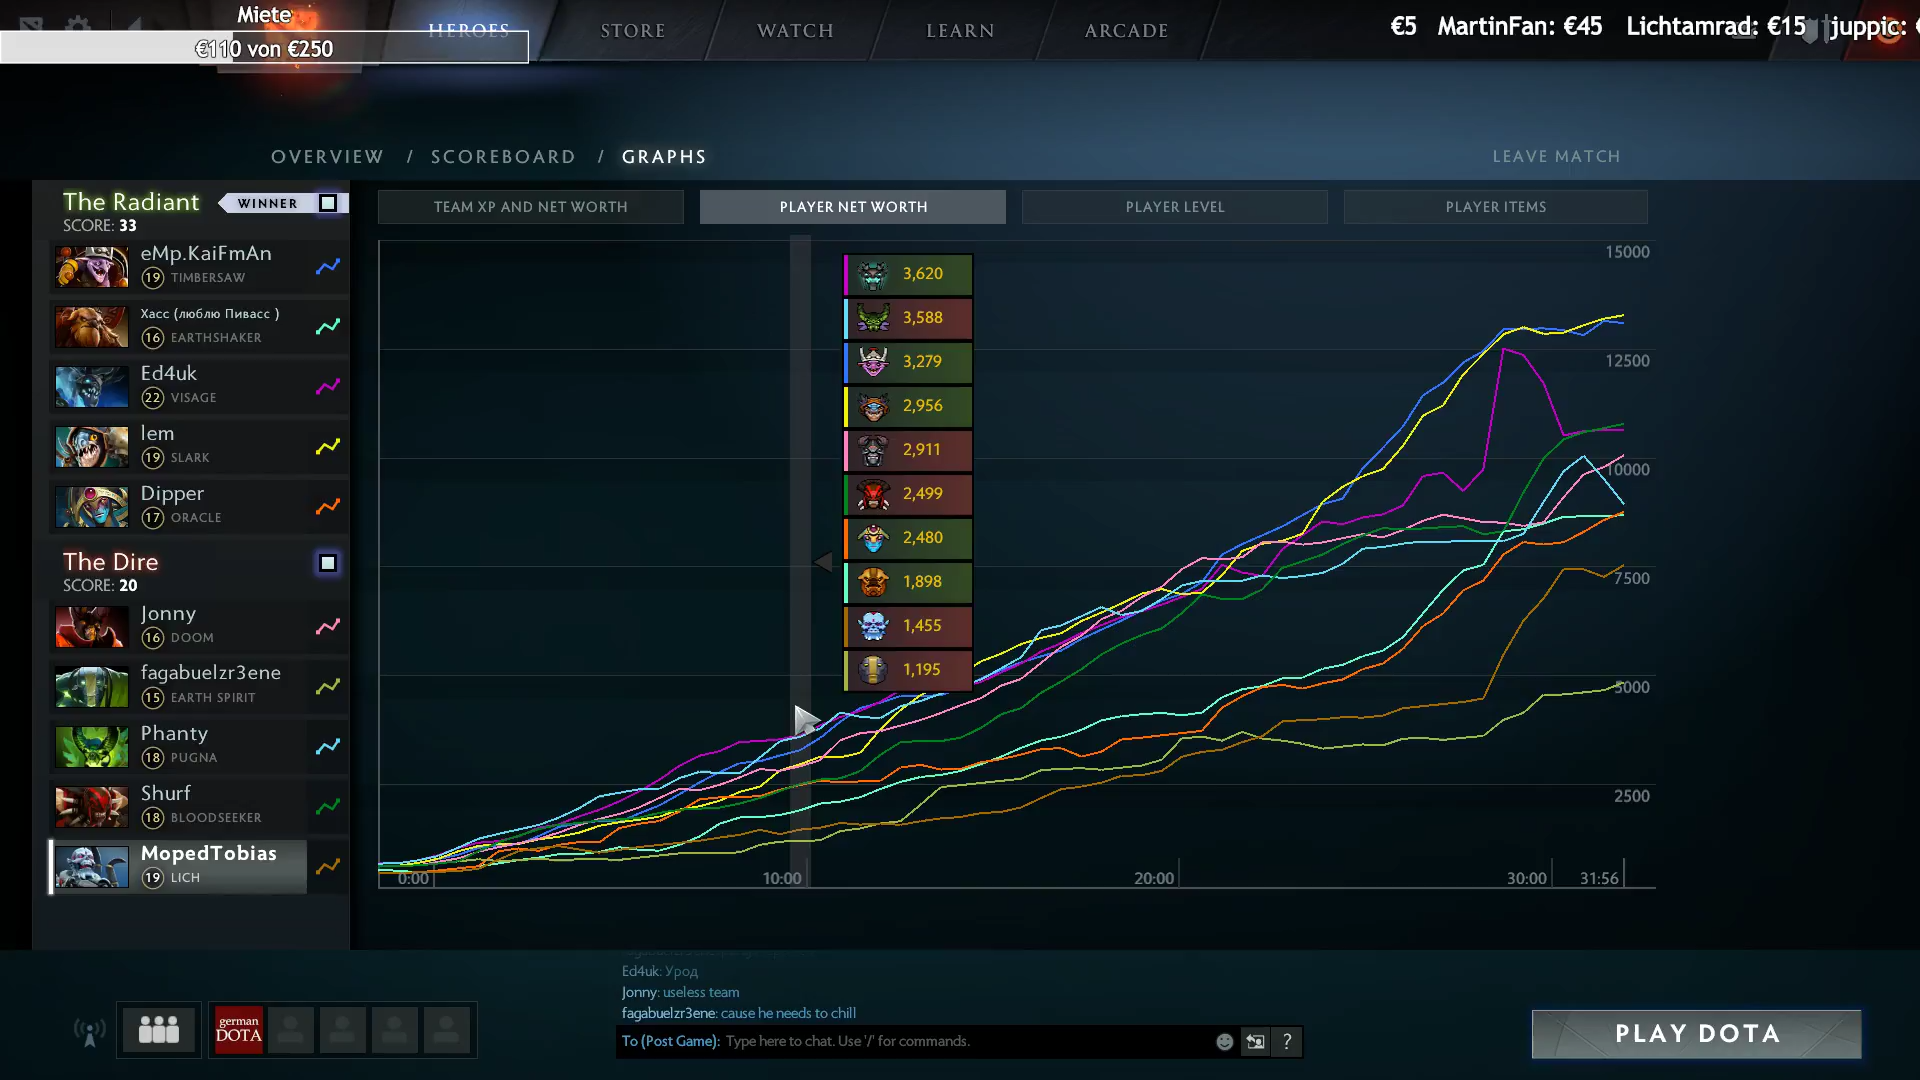 Miete
€110 von €250
HEROES
STORE
WATCH
LEARN
ARCADE
€5 MartinFan: €45 Lichtamrad: €15 juppic:
OVERVIEW / SCOREBOARD / GRAPHS
LEAVE MATCH
The Radiant
WINNER
SCORE: 33
eMp.KaiFmAn
19 TIMBERSAW
Хасс (люблю Пивасс )
16 EARTHSHAKER
Ed4uk
22 VISAGE
lem
19 SLARK
Dipper
17 ORACLE
The Dire
SCORE: 20
Jonny
16 DOOM
fagabuelzr3ene
15 EARTH SPIRIT
Phanty
18 PUGNA
Shurf
18 BLOODSEEKER
MopedTobias
19 LICH
TEAM XP AND NET WORTH
PLAYER NET WORTH
PLAYER LEVEL
PLAYER ITEMS
3,620
3,588
3,279
2,956
2,911
2,499
2,480
1,898
1,455
1,195
15000
12500
10000
7500
5000
2500
0:00
10:00
20:00
30:00
31:56
Ed4uk: Урод
Jonny: useless team
fagabuelzr3ene: cause he needs to chill
To (Post Game): Type here to chat. Use '/' for commands.
?
german
DOTA
PLAY DOTA